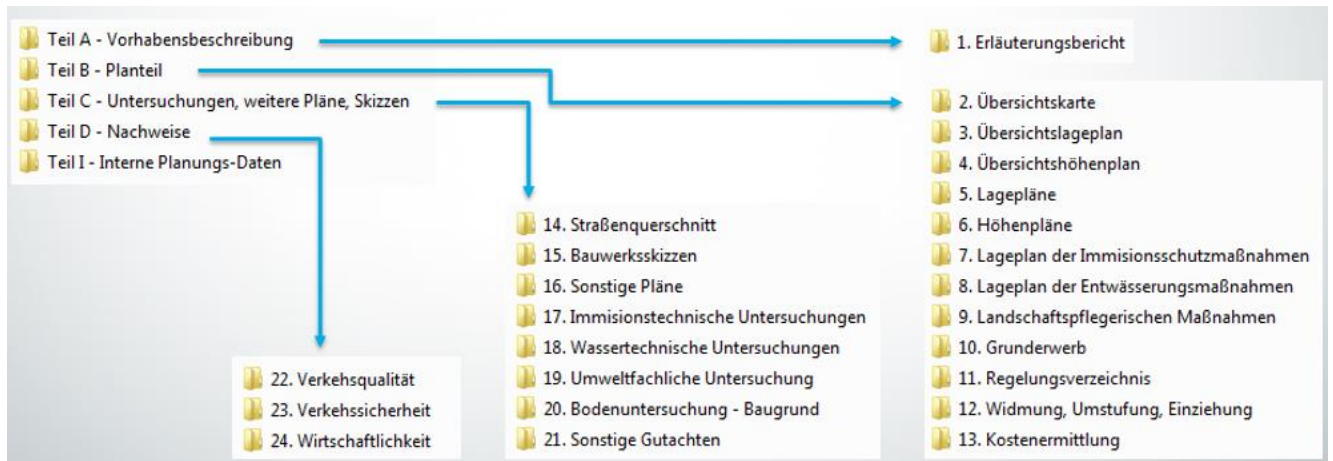 Teil A - Vorhabensbeschreibung
Teil B - Planteil
Teil C - Untersuchungen, weitere Pläne, Skizzen
Teil D - Nachweise
Teil I - Interne Planungs-Daten
1. Erläuterungsbericht
2. Übersichtskarte
3. Übersichtslageplan
4. Übersichtshöhenplan
5. Lagepläne
6. Höhenpläne
7. Lageplan der Immisionsschutzmaßnahmen
8. Lageplan der Entwässerungsmaßnahmen
9. Landschaftspflegerischen Maßnahmen
10. Grunderwerb
11. Regelungsverzeichnis
12. Widmung, Umstufung, Einziehung
13. Kostenermittlung
14. Straßenquerschnitt
15. Bauwerksskizzen
16. Sonstige Pläne
17. Immisionstechnische Untersuchungen
18. Wassertechnische Untersuchungen
19. Umweltfachliche Untersuchung
20. Bodenuntersuchung - Baugrund
21. Sonstige Gutachten
22. Verkehsqualität
23. Verkehssicherheit
24. Wirtschaftlichkeit